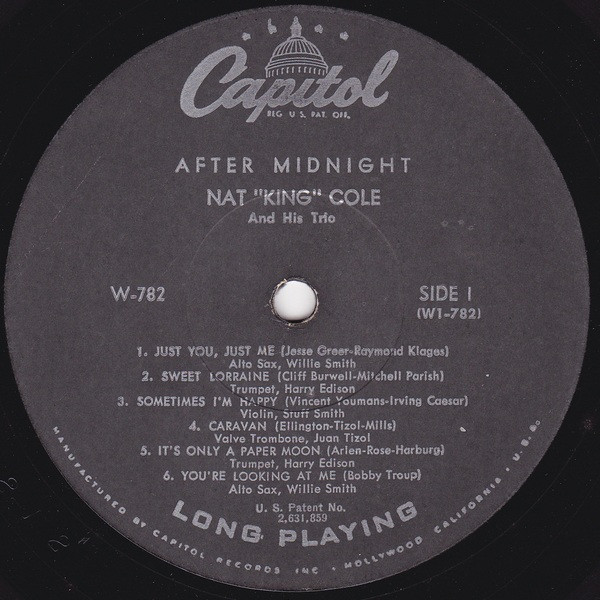 Capitol
REG. U.S. PAT. OFF.
AFTER MIDNIGHT
NAT "KING" COLE
And His Trio
W-782
SIDE 1
(W1-782)
1. JUST YOU, JUST ME (Jesse Greer-Raymond Klages)
Alto Sax, Willie Smith
2. SWEET LORRAINE (Cliff Burwell-Mitchell Parish)
Trumpet, Harry Edison
3. SOMETIMES I'M HAPPY (Vincent Youmans-Irving Caesar)
Violin, Stuff Smith
4. CARAVAN (Ellington-Tizol-Mills)
Valve Trombone, Juan Tizol
5. IT'S ONLY A PAPER MOON (Arlen-Rose-Harburg)
Trumpet, Harry Edison
6. YOU'RE LOOKING AT ME (Bobby Troup)
Alto Sax, Willie Smith
U. S. Patent No.
2,631,859
LONG PLAYING
MANUFACTURED BY CAPITOL RECORDS INC • HOLLYWOOD CALIFORNIA • U.S.A.